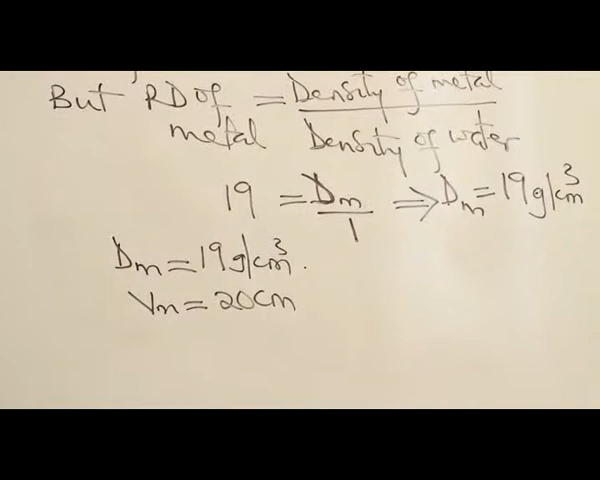 But RD of = Density of metal
metal Density of water
19 = Dm/1 ⇒ Dm = 19g/cm³
Dm = 19g/cm³.
Vm = 20cm